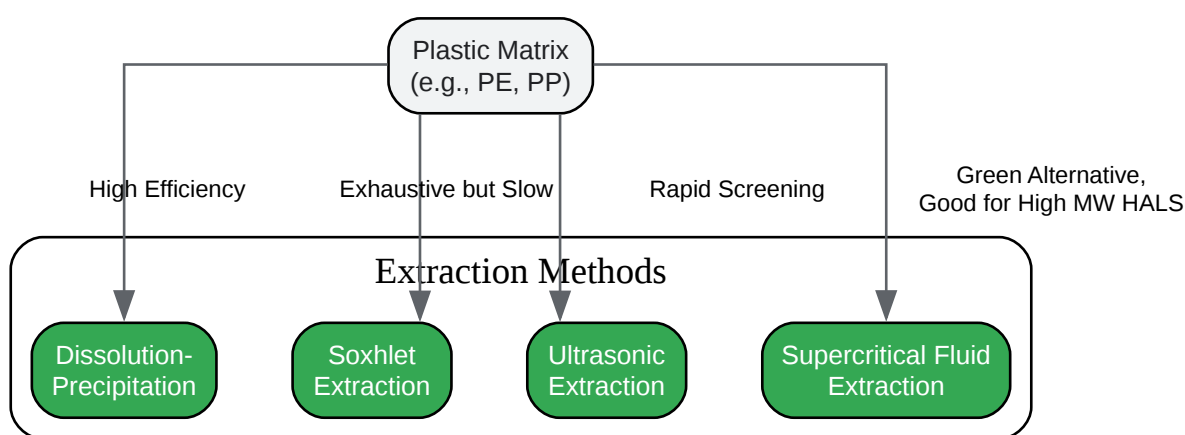 Plastic Matrix
(e.g., PE, PP)
High Efficiency
Exhaustive but Slow
Rapid Screening
Green Alternative,
Good for High MW HALS
Extraction Methods
Dissolution-
Precipitation
Soxhlet
Extraction
Ultrasonic
Extraction
Supercritical Fluid
Extraction